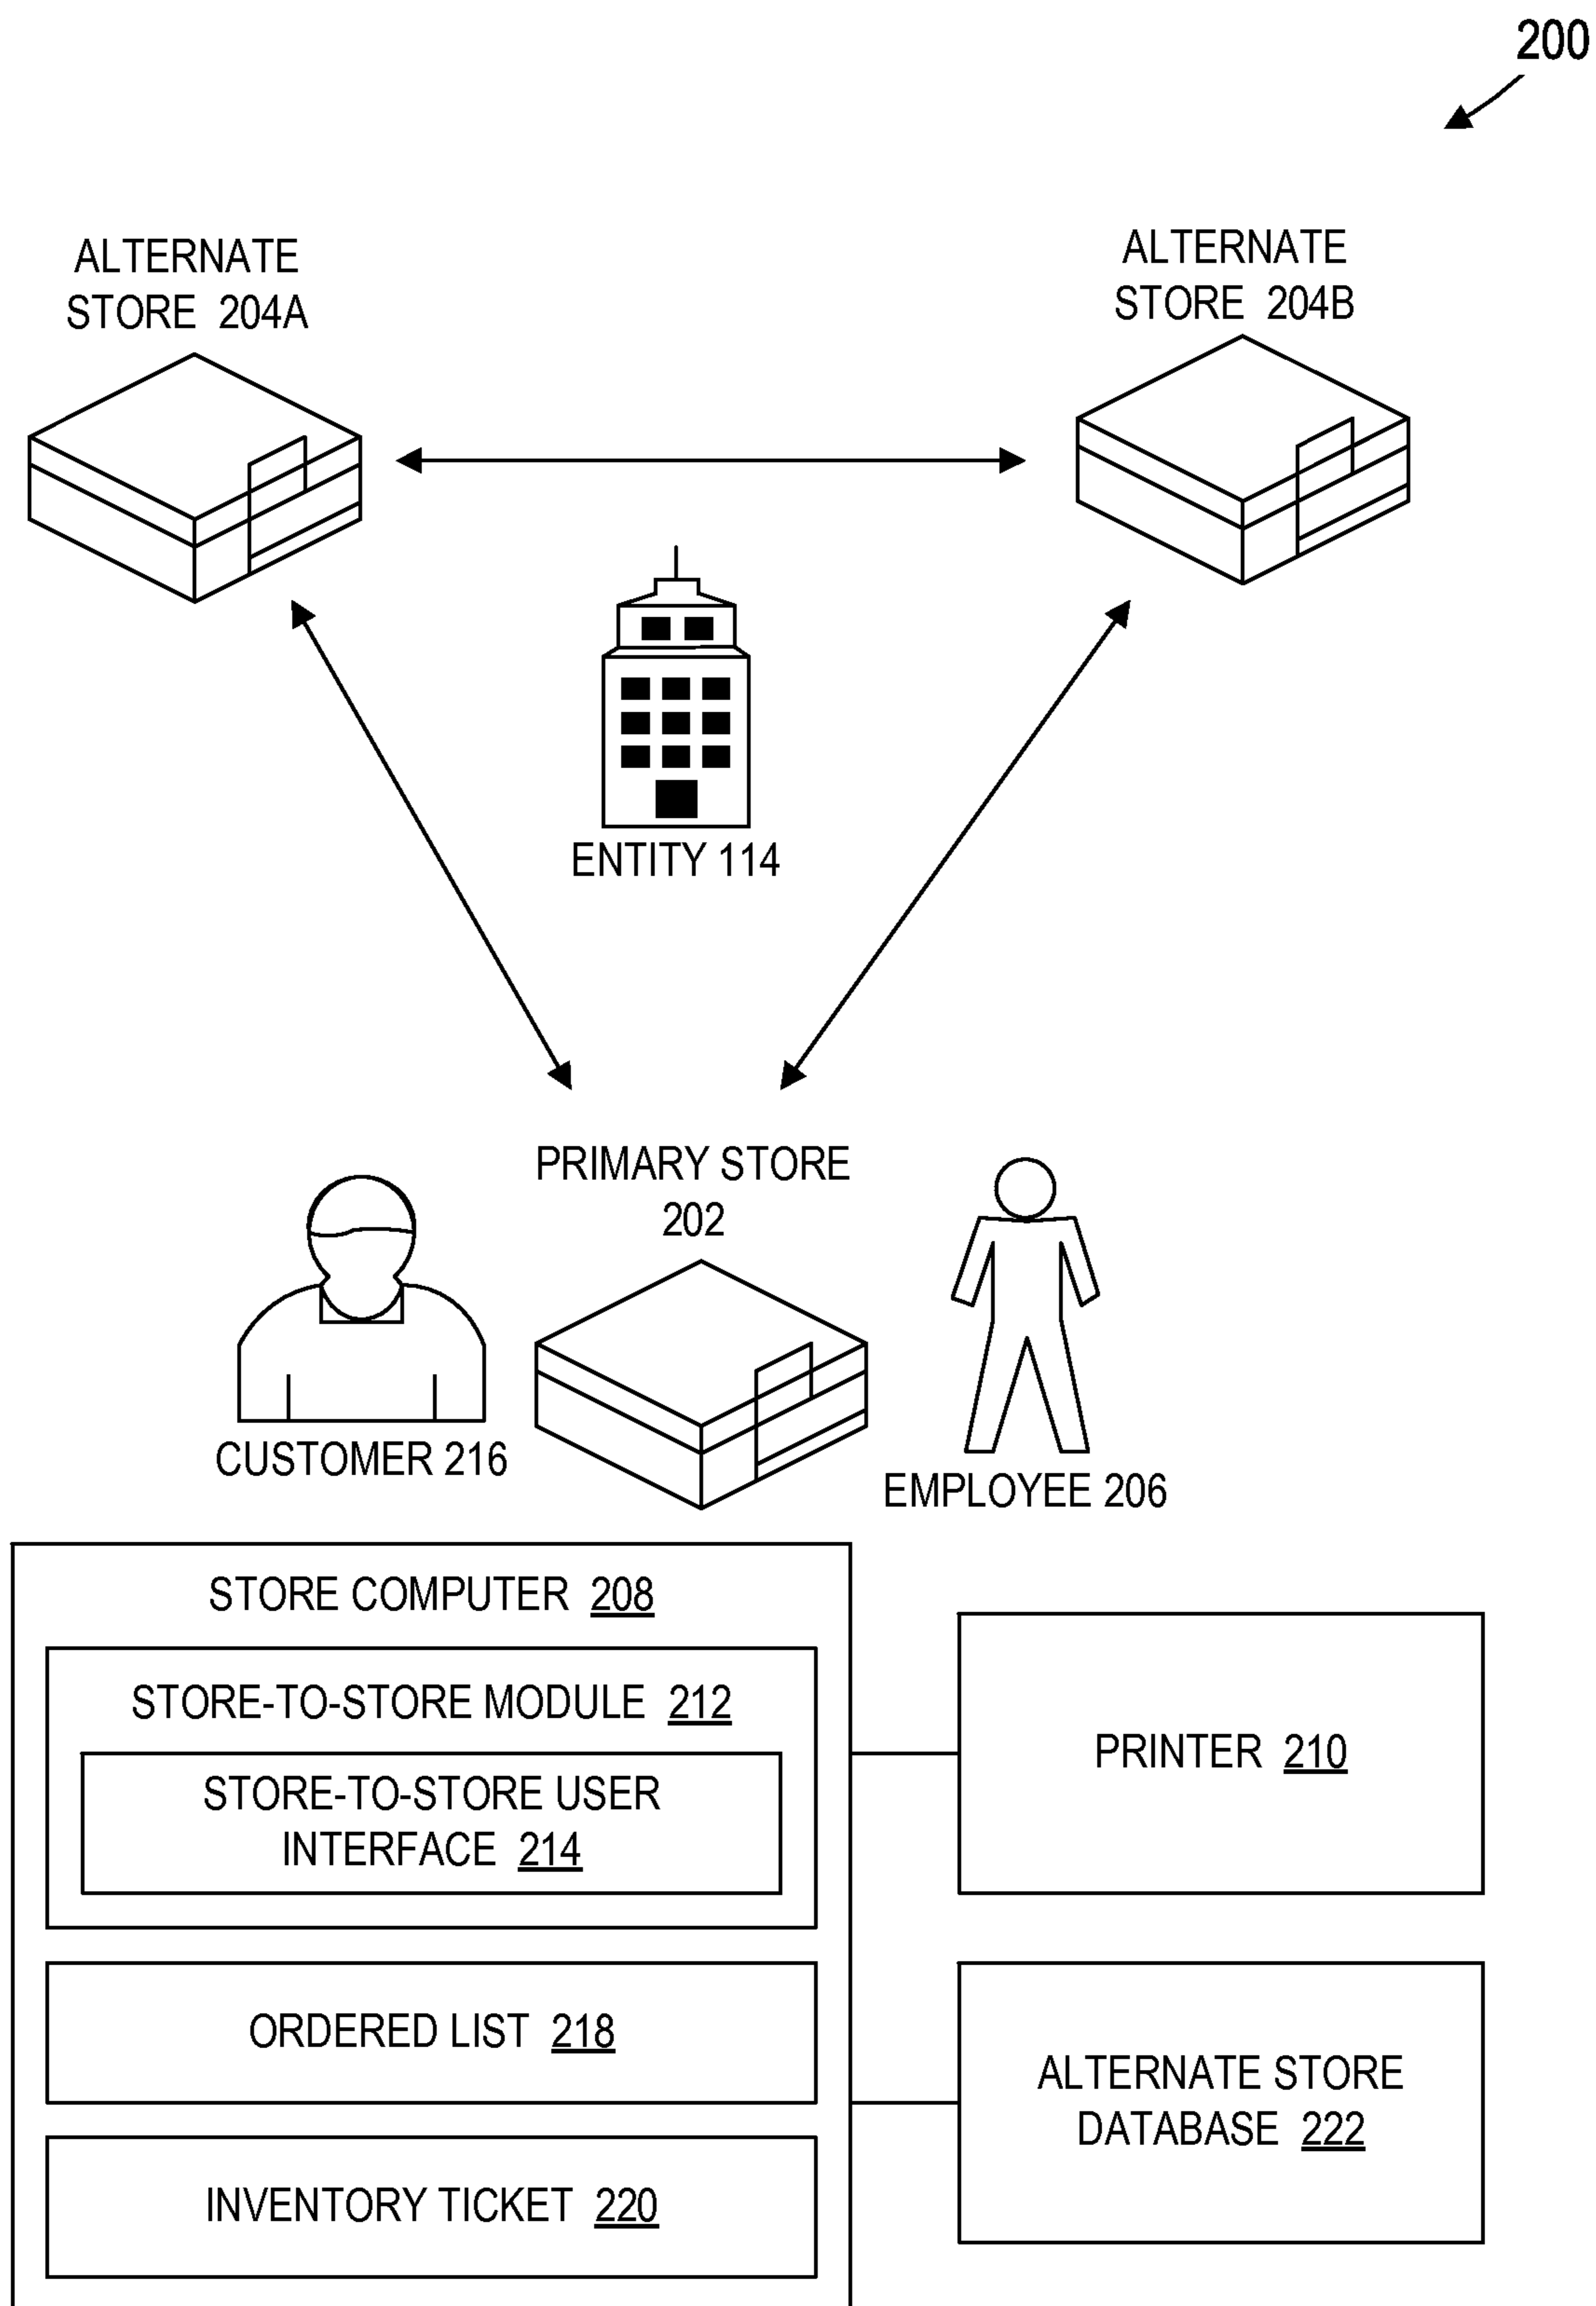 200
ALTERNATE
STORE 204A
ALTERNATE
STORE 204B
ENTITY 114
PRIMARY STORE
202
CUSTOMER 216
EMPLOYEE 206
STORE COMPUTER 208
STORE-TO-STORE MODULE 212
STORE-TO-STORE USER
INTERFACE 214
PRINTER 210
ORDERED LIST 218
ALTERNATE STORE
DATABASE 222
INVENTORY TICKET 220